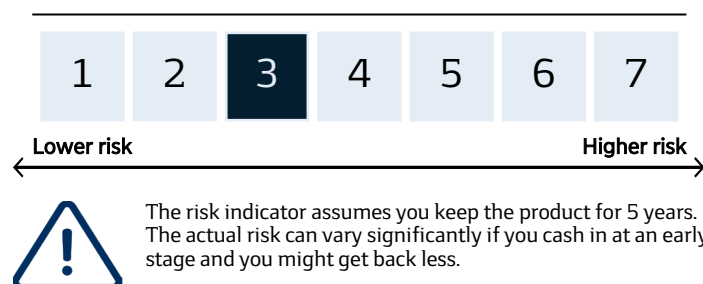 1 2 3 4 5 6 7
Lower risk Higher risk
The risk indicator assumes you keep the product for 5 years.
The actual risk can vary significantly if you cash in at an early
stage and you might get back less.